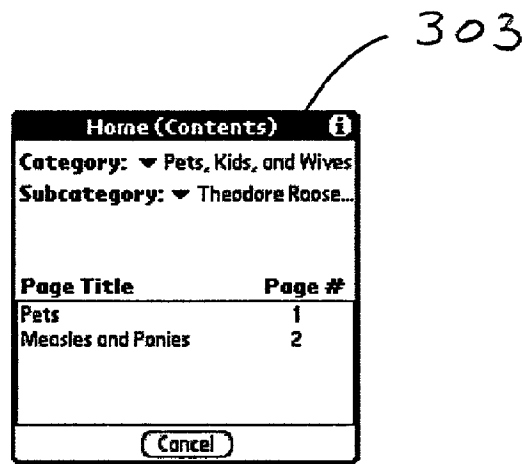 303
Home (Contents) i
Category: Pets, Kids, and Wives
Subcategory: Theodore Roose...
Page Title Page #
Pets 1
Measles and Ponies 2
Cancel